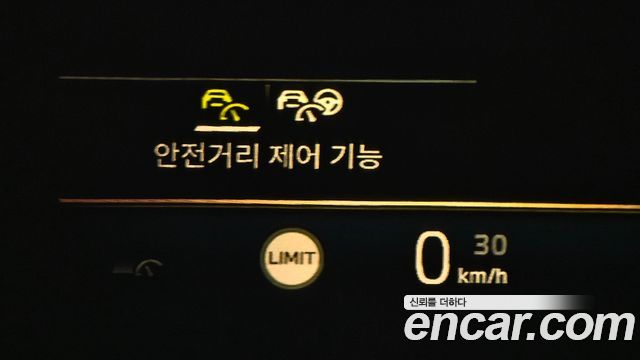 안전거리 제어 기능
LIMIT
0 30
km/h
신뢰를 더하다
encar.com